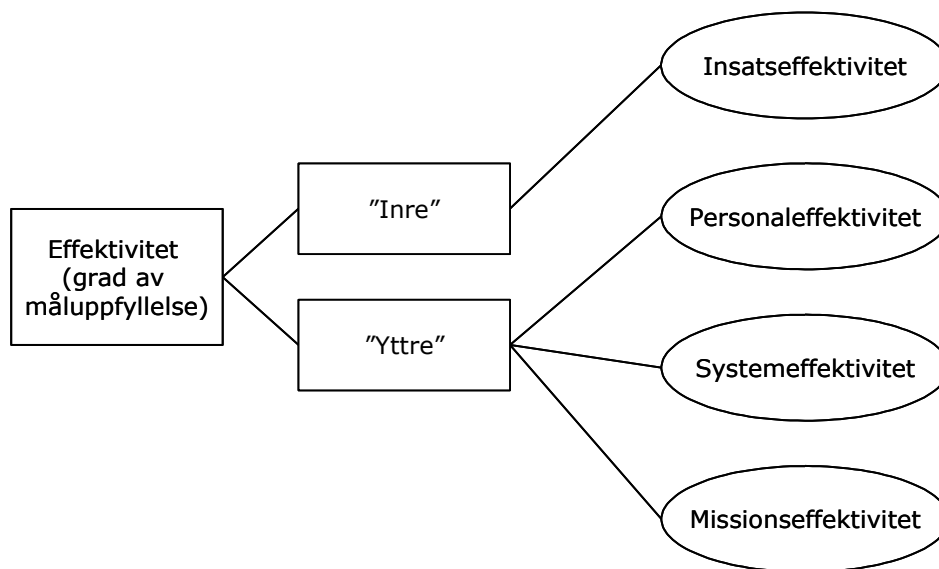 Insatseffektivitet
”Inre”
Personaleffektivitet
Effektivitet
(grad av
måluppfyllelse)
”Yttre”
Systemeffektivitet
Missionseffektivitet